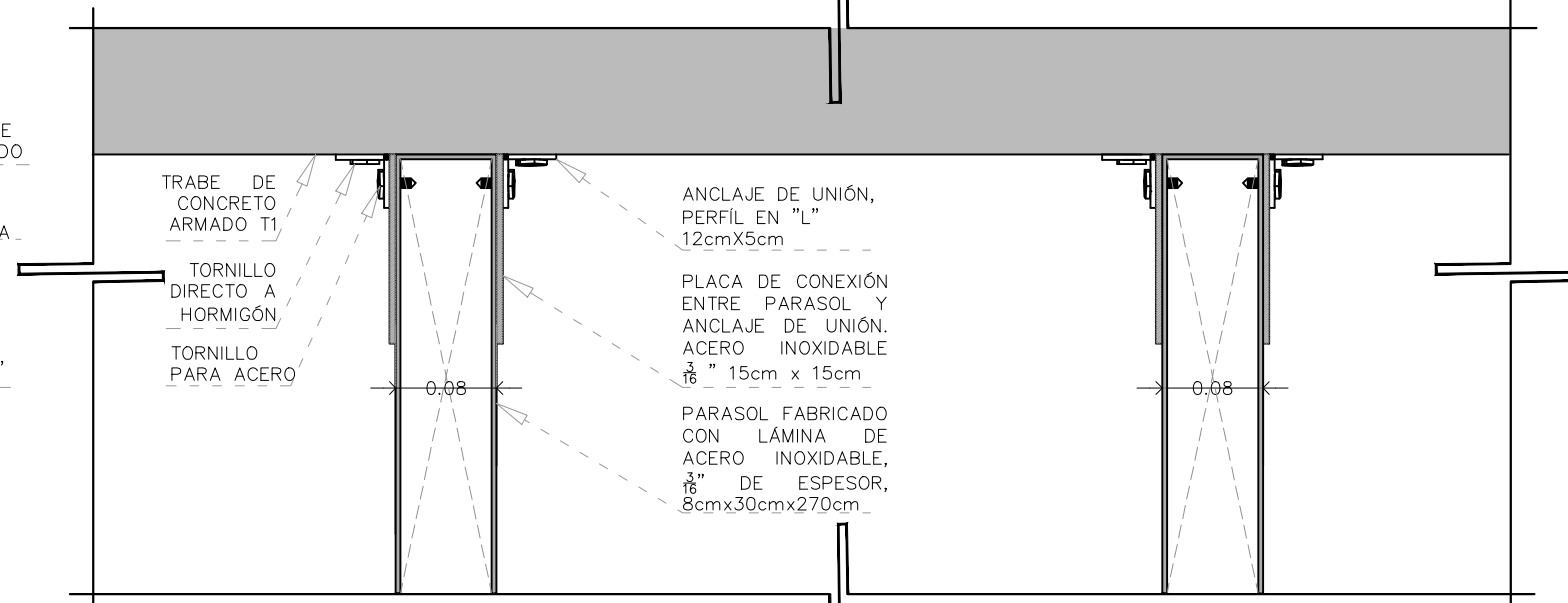 E
DO
A
,
TRABE DE
CONCRETO
ARMADO T1
TORNILLO
DIRECTO A
HORMIGÓN
TORNILLO
PARA ACERO
0.08
ANCLAJE DE UNIÓN,
PERFÍL EN "L"
12cmX5cm
PLACA DE CONEXIÓN
ENTRE PARASOL Y
ANCLAJE DE UNIÓN.
ACERO INOXIDABLE
3/16 " 15cm x 15cm
PARASOL FABRICADO
CON LÁMINA DE
ACERO INOXIDABLE,
3/16" DE ESPESOR,
8cmx30cmx270cm
0.08